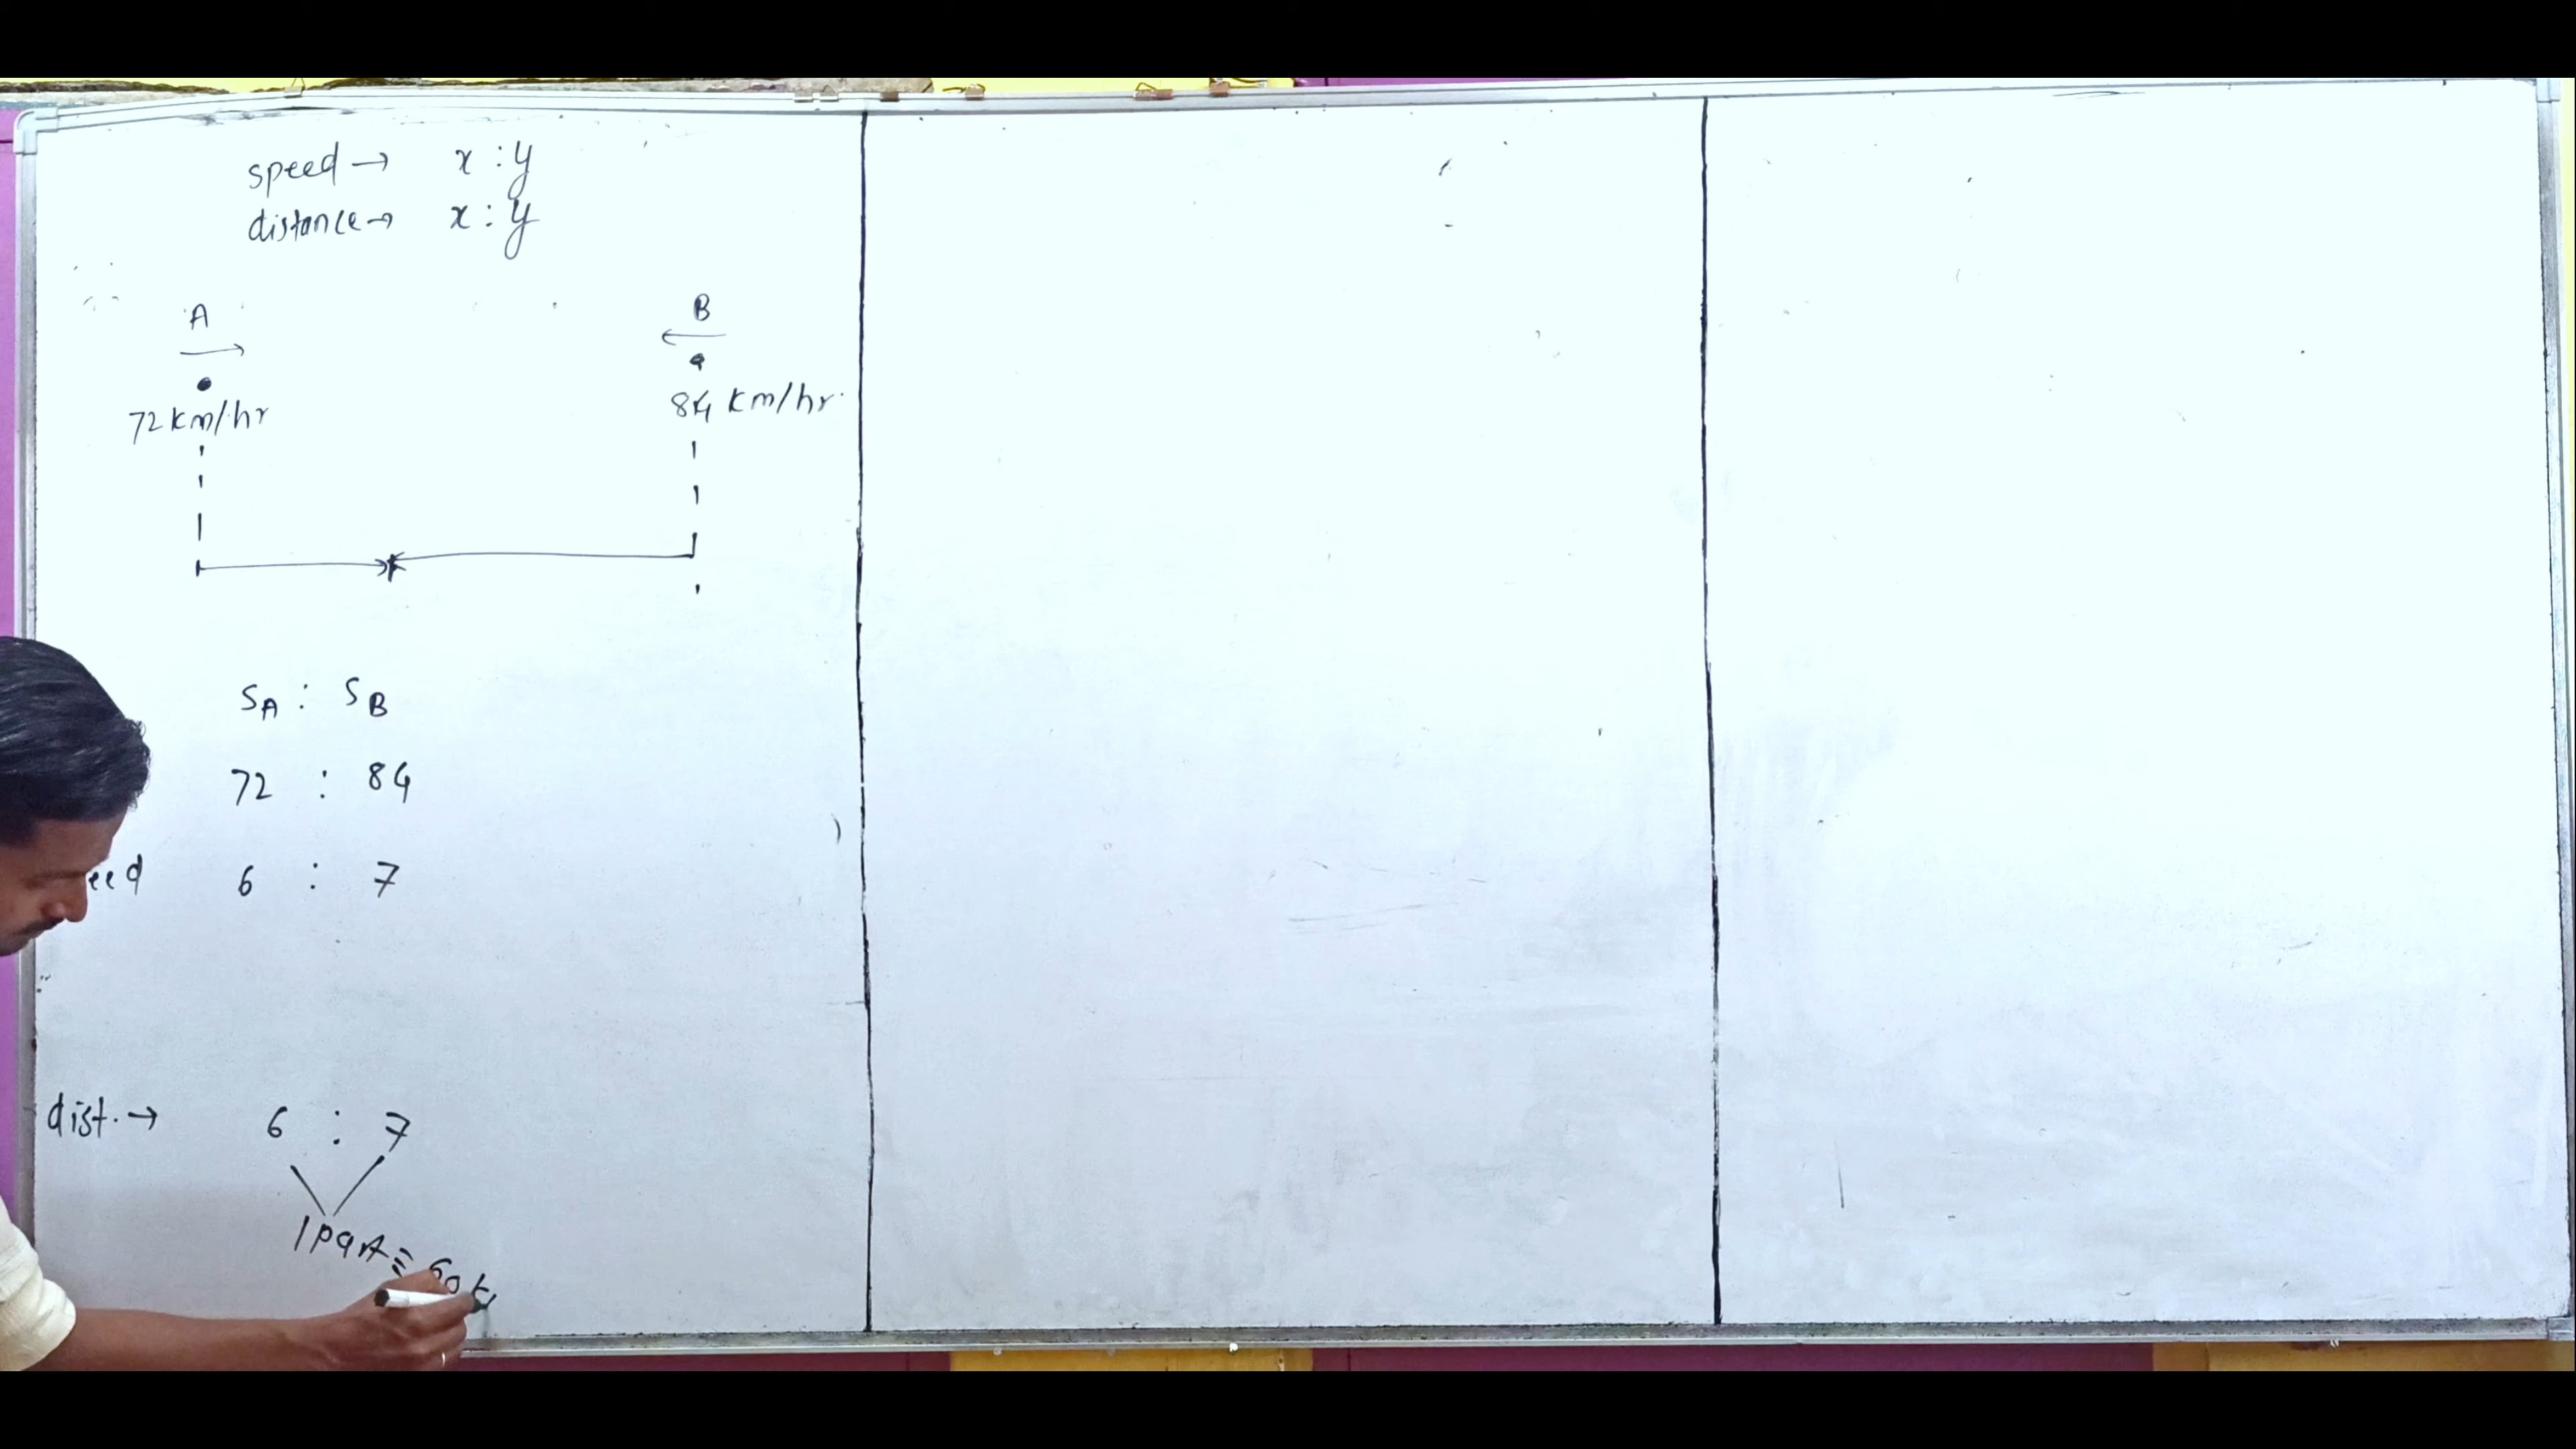 speed → x : y
distance → x : y
A B
72 km/hr 84 km/hr
SA : SB
72 : 84
eed 6 : 7
dist. → 6 : 7
1 part ≡ 60 k